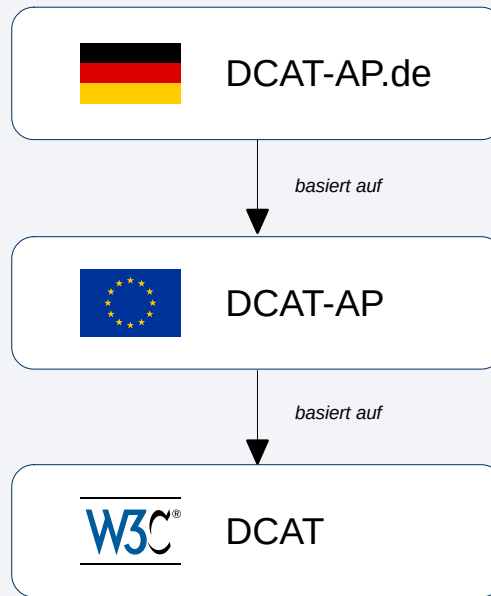 DCAT-AP.de
basiert auf
DCAT-AP
basiert auf
W3C®
DCAT